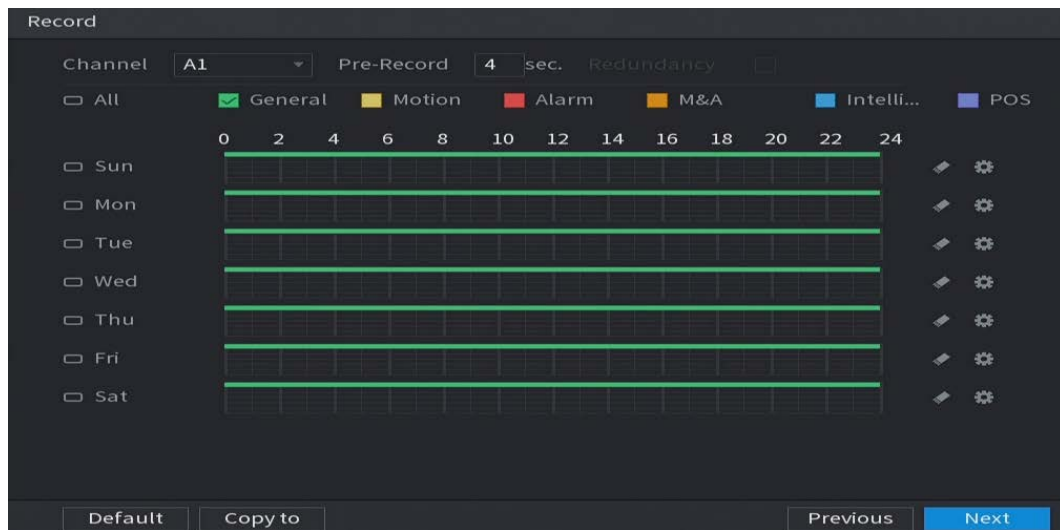 Record
Channel A1 Pre-Record 4 sec. Redundancy
All General Motion Alarm M&A Intelli... POS
0 2 4 6 8 10 12 14 16 18 20 22 24
Sun
Mon
Tue
Wed
Thu
Fri
Sat
Default Copy to Previous Next